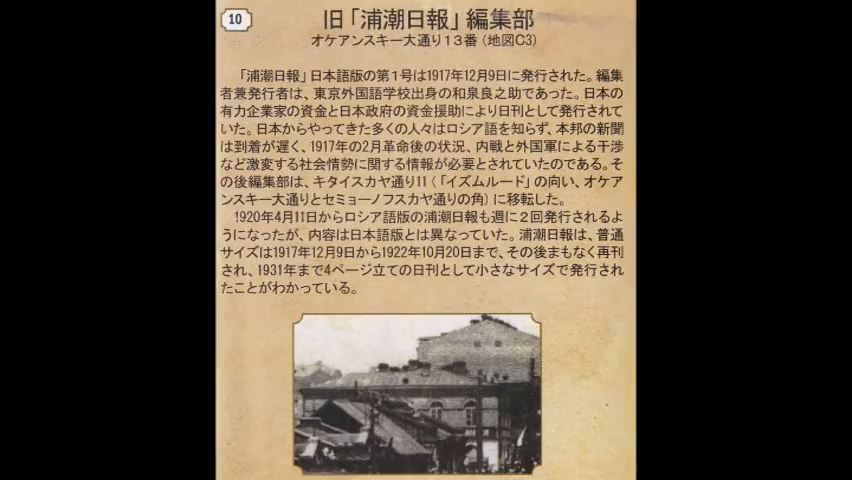 10
旧「浦潮日報」編集部
オケアンスキー大通り13番 (地図C3)
「浦潮日報」日本語版の第1号は1917年12月9日に発行された。編集
者兼発行者は、東京外国語学校出身の和泉良之助であった。日本の
有力企業家の資金と日本政府の資金援助により日刊として発行されて
いた。日本からやってきた多くの人々はロシア語を知らず、本邦の新聞
は到着が遅く、1917年の2月革命後の状況、内戦と外国軍による干渉
など激変する社会情勢に関する情報が必要とされていたのである。そ
の後編集部は、キタイスカヤ通り11 (「イズムルード」の向い、オケア
ンスキー大通りとセミョーノフスカヤ通りの角) に移転した。
1920年4月11日からロシア語版の浦潮日報も週に2回発行されるよ
うになったが、内容は日本語版とは異なっていた。浦潮日報は、普通
サイズは1917年12月9日から1922年10月20日まで、その後まもなく再刊
され、1931年まで4ページ立ての日刊として小さなサイズで発行され
たことがわかっている。